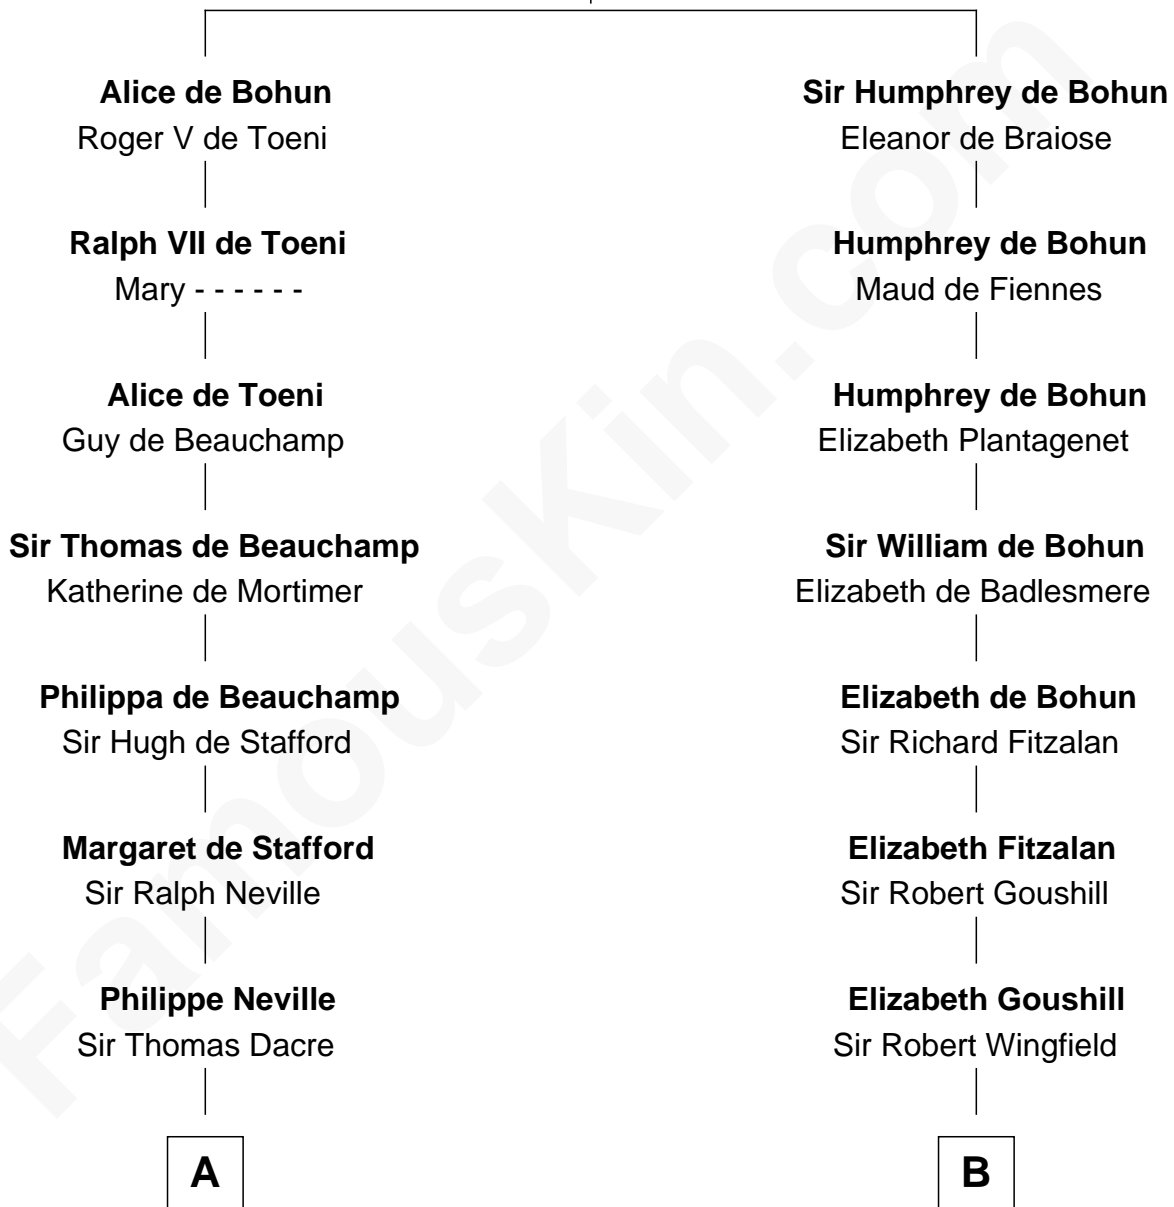 Alice de Bohun
Roger V de Toeni
Ralph VII de Toeni
Mary - - - - - -
Alice de Toeni
Guy de Beauchamp
Sir Thomas de Beauchamp
Katherine de Mortimer
Philippa de Beauchamp
Sir Hugh de Stafford
Margaret de Stafford
Sir Ralph Neville
Philippe Neville
Sir Thomas Dacre
A
Sir Humphrey de Bohun
Eleanor de Braiose
Humphrey de Bohun
Maud de Fiennes
Humphrey de Bohun
Elizabeth Plantagenet
Sir William de Bohun
Elizabeth de Badlesmere
Elizabeth de Bohun
Sir Richard Fitzalan
Elizabeth Fitzalan
Sir Robert Goushill
Elizabeth Goushill
Sir Robert Wingfield
B
FamousKin.com